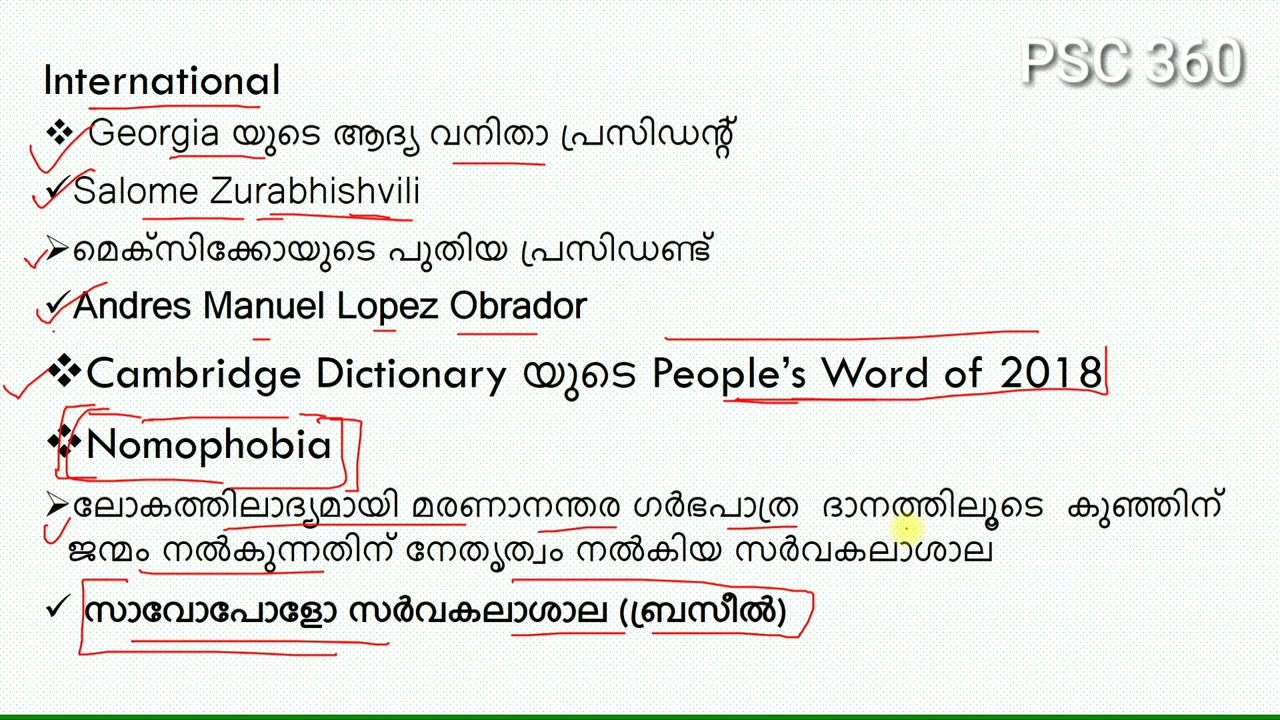 PSC 360
International
Georgia യുടെ ആദ്യ വനിതാ പ്രസിഡന്റ്
Salome Zurabhishvili
മെക്സിക്കോയുടെ പുതിയ പ്രസിഡണ്ട്
Andres Manuel Lopez Obrador
Cambridge Dictionary യുടെ People's Word of 2018
Nomophobia
ലോകത്തിലാദ്യമായി മരണാനന്തര ഗർഭപാത്ര ദാനത്തിലൂടെ കുഞ്ഞിന്
ജന്മം നൽകുന്നതിന് നേതൃത്വം നൽകിയ സർവകലാശാല
സാവോപോളോ സർവകലാശാല (ബ്രസീൽ)